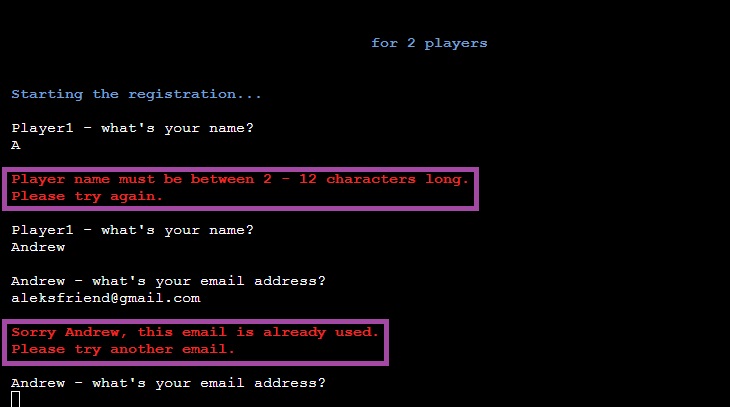 for 2 players
Starting the registration...
Player1 - what's your name?
A
Player name must be between 2 - 12 characters long.
Please try again.
Player1 - what's your name?
Andrew
Andrew - what's your email address?
aleksfriend@gmail.com
Sorry Andrew, this email is already used.
Please try another email.
Andrew - what's your email address?